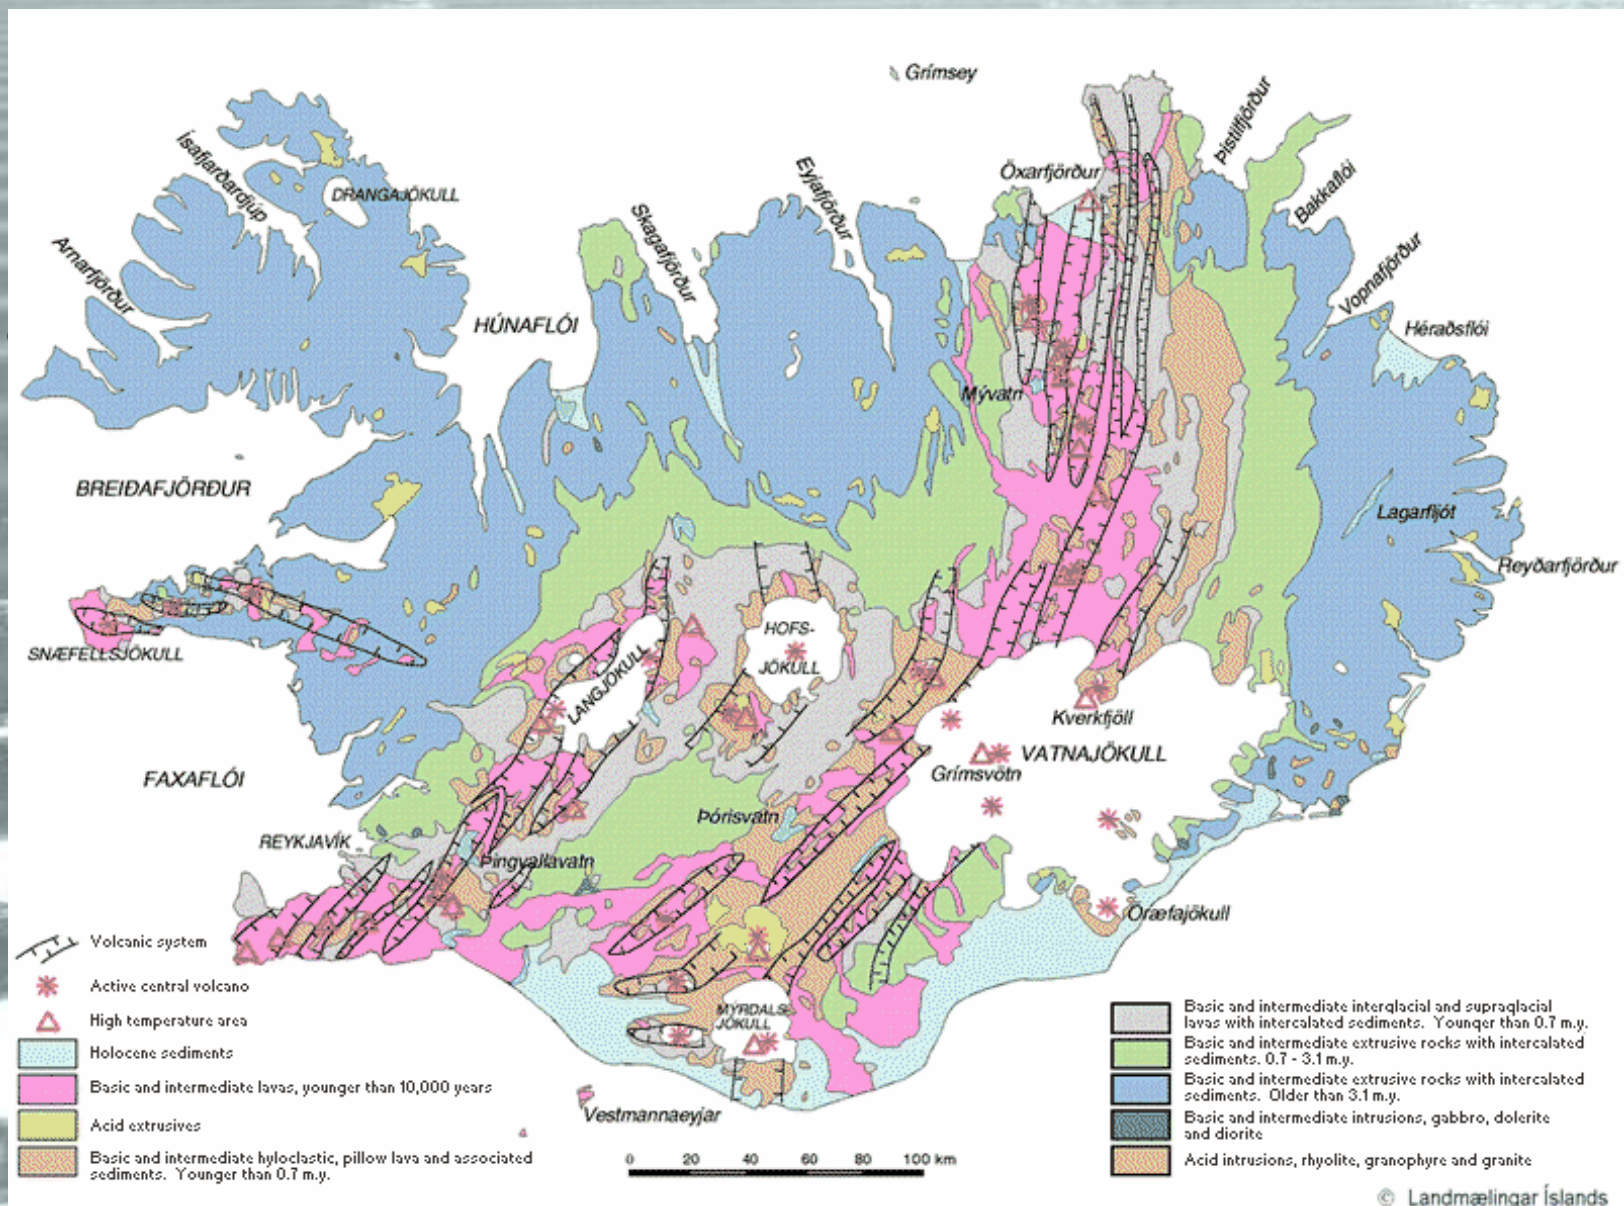 Grímsey
Þistilfjörður
Ísafjarðardjúp
DRANGAJÖKULL
Öxarfjörður
Eyjafjörður
Bakkaflói
Skagafjörður
Arnarfjörður
Vopnafjörður
HÚNAFLÓI
Héraðsflói
Mývatn
BREIÐAFJÖRÐUR
Lagarfljót
Reyðarfjörður
SNÆFELLSJÖKULL
HOFS-
JÖKULL
LANGJÖKULL
Kverkfjöll
VATNAJÖKULL
Grímsvötn
FAXAFLÓI
Þórisvatn
REYKJAVÍK
Þingvallavatn
Öræfajökull
MÝRDALS-
JÖKULL
Vestmannaeyjar
Volcanic system
Active central volcano
High temperature area
Holocene sediments
Basic and intermediate lavas, younger than 10,000 years
Acid extrusives
Basic and intermediate hyloclastic, pillow lava and associated
sediments. Younger than 0.7 m.y.
0 20 40 60 80 100 km
Basic and intermediate interglacial and supraglacial
lavas with intercalated sediments. Younger than 0.7 m.y.
Basic and intermediate extrusive rocks with intercalated
sediments. 0.7 - 3.1 m.y.
Basic and intermediate extrusive rocks with intercalated
sediments. Older than 3.1 m.y.
Basic and intermediate intrusions, gabbro, dolerite
and diorite
Acid intrusions, rhyolite, granophyre and granite
© Landmælingar Íslands